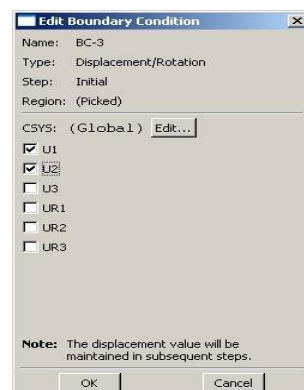 Edit Boundary Condition
Name: BC-3
Type: Displacement/Rotation
Step: Initial
Region: (Picked)
CSYS: (Global) Edit...
U1
U2
U3
UR1
UR2
UR3
Note: The displacement value will be
maintained in subsequent steps.
OK Cancel